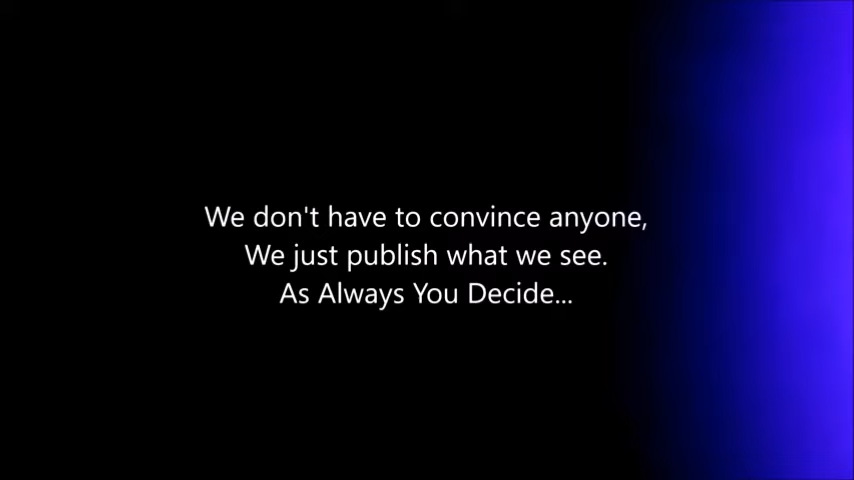 We don't have to convince anyone,
We just publish what we see.
As Always You Decide...